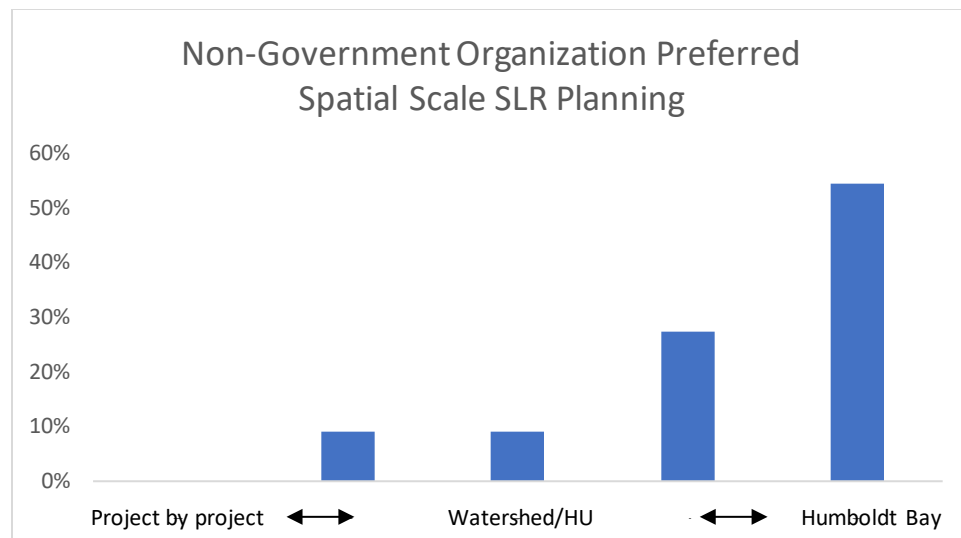 Non-Government Organization Preferred
Spatial Scale SLR Planning
60%
50%
40%
30%
20%
10%
0%
Project by project
Watershed/HU
Humboldt Bay